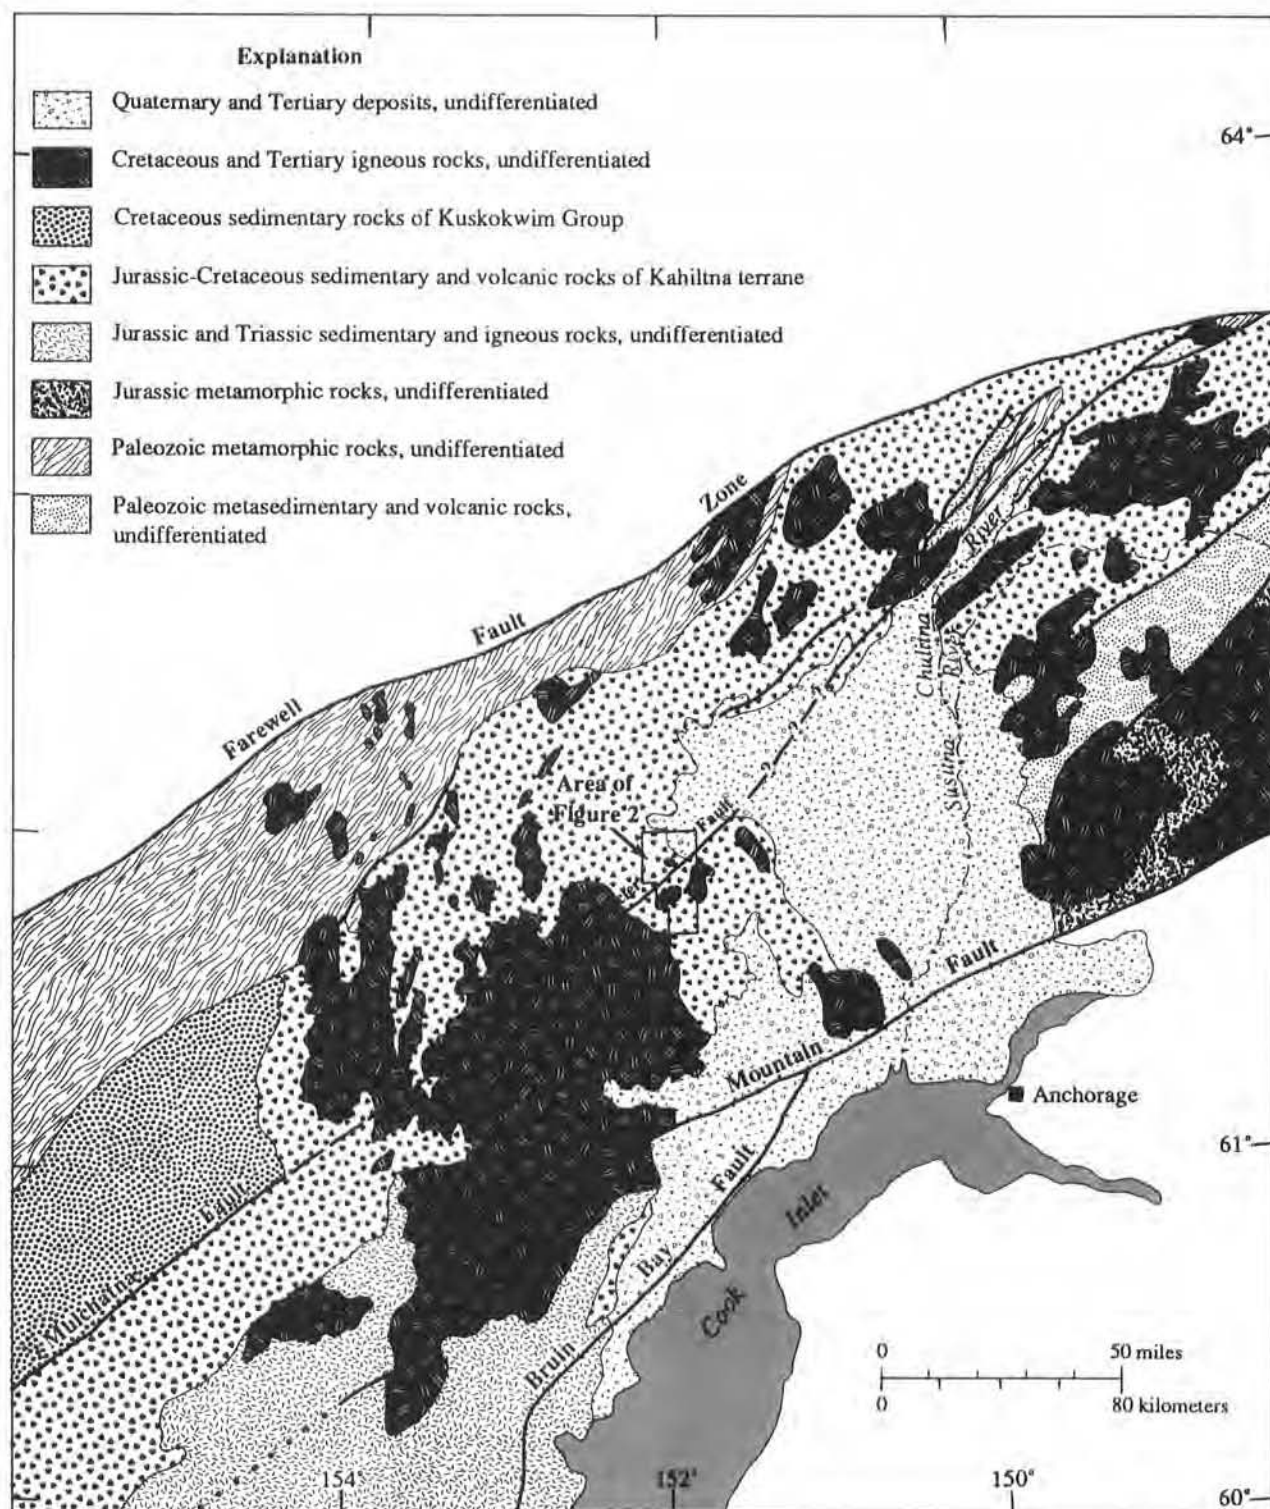 Explanation
Quaternary and Tertiary deposits, undifferentiated
Cretaceous and Tertiary igneous rocks, undifferentiated
Cretaceous sedimentary rocks of Kuskokwim Group
Jurassic-Cretaceous sedimentary and volcanic rocks of Kahiltna terrane
Jurassic and Triassic sedimentary and igneous rocks, undifferentiated
Jurassic metamorphic rocks, undifferentiated
Paleozoic metamorphic rocks, undifferentiated
Paleozoic metasedimentary and volcanic rocks,
undifferentiated
64°
Zone
River
Fault
Chulitna
River
Susitna
Farewell
?
?
?
Area of
Figure 2
Fault
Fault
Mountain
Anchorage
61°
Fault
Inlet
Fault
Bay
Mulchatna
Cook
Bruin
0
50 miles
0
80 kilometers
154°
152°
150°
60°